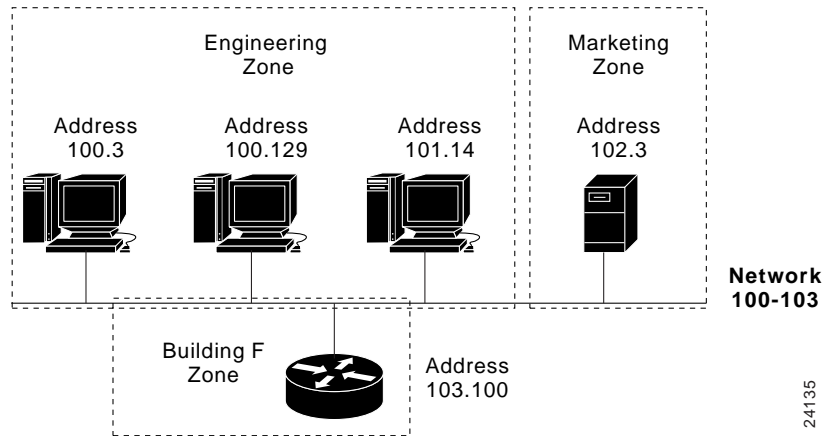 Engineering
Zone
Marketing
Zone
Address
100.3
Address
100.129
Address
101.14
Address
102.3
Network
100-103
Building F
Zone
Address
103.100
24135